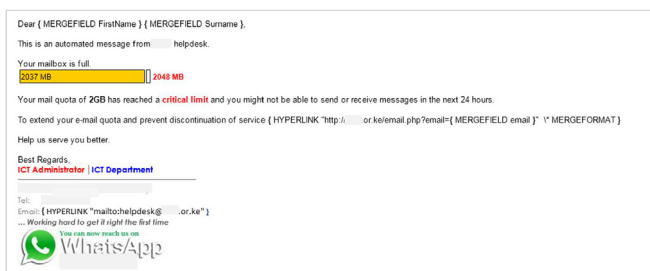 Dear { MERGEFIELD FirstName } { MERGEFIELD Surname },
This is an automated message from helpdesk.
Your mailbox is full.
2037 MB 2048 MB
Your mail quota of 2GB has reached a critical limit and you might not be able to send or receive messages in the next 24 hours.
To extend your e-mail quota and prevent discontinuation of service { HYPERLINK "http:// or.ke/email.php?email={ MERGEFIELD email }" \* MERGEFORMAT }
Help us serve you better.
Best Regards,
ICT Administrator | ICT Department
Tel:
Email: { HYPERLINK "mailto:helpdesk@ .or.ke" }
... Working hard to get it right the first time
You can now reach us on
WhatsApp